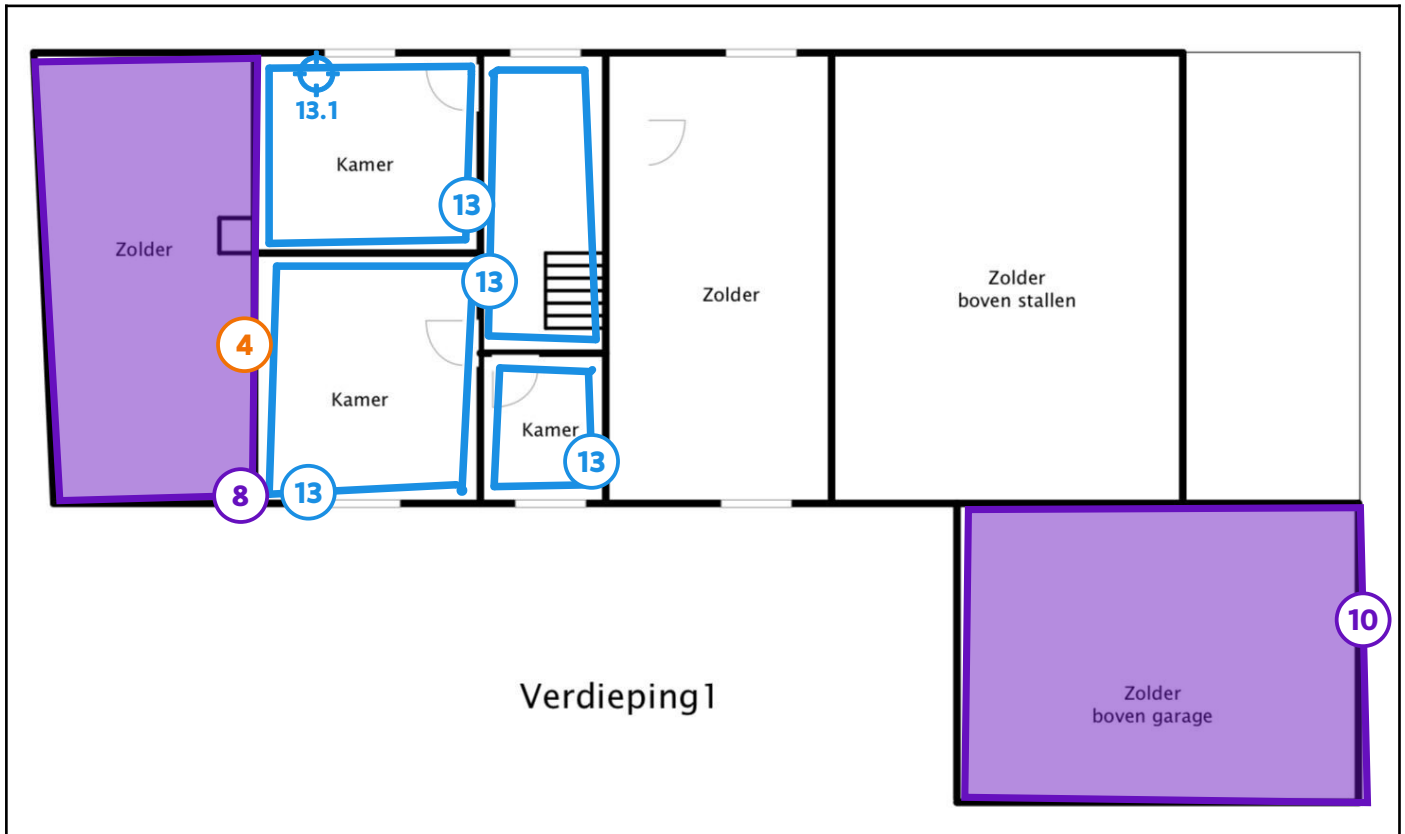 13.1
Kamer
13
Zolder
13
Zolder
boven stallen
Zolder
4
Kamer
Kamer
13
8
13
10
Verdieping1
Zolder
boven garage